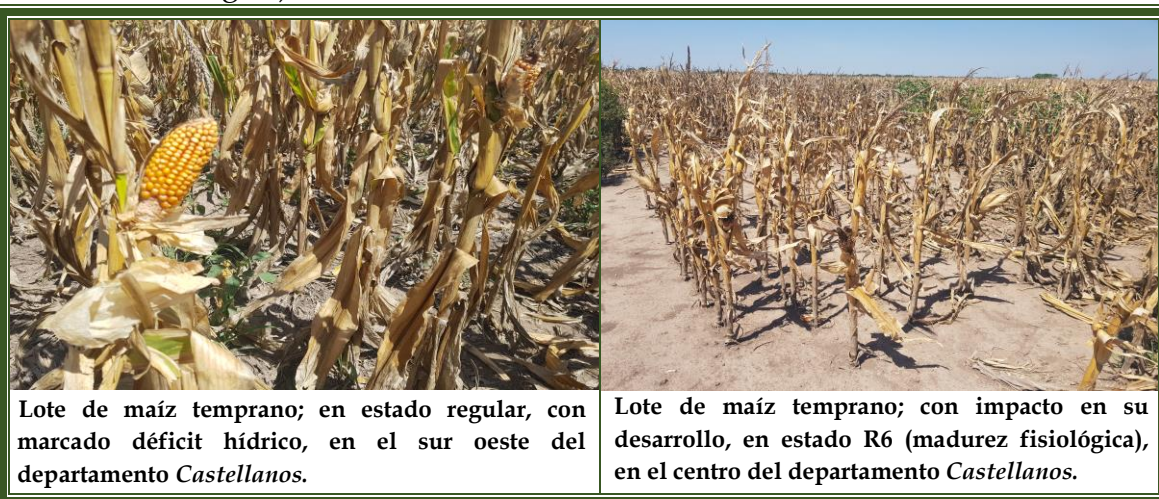 Lote de maíz temprano; en estado regular, con
marcado déficit hídrico, en el sur oeste del
departamento Castellanos.
Lote de maíz temprano; con impacto en su
desarrollo, en estado R6 (madurez fisiológica),
en el centro del departamento Castellanos.